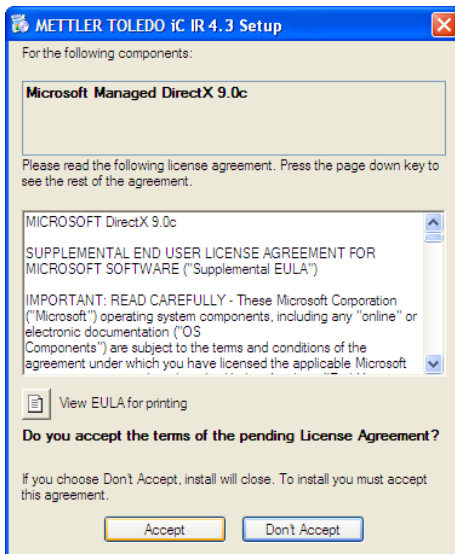 METTLER TOLEDO iC IR 4.3 Setup
For the following components:
Microsoft Managed DirectX 9.0c
Please read the following license agreement. Press the page down key to
see the rest of the agreement.
MICROSOFT DirectX 9.0c
SUPPLEMENTAL END USER LICENSE AGREEMENT FOR
MICROSOFT SOFTWARE ("Supplemental EULA")
IMPORTANT: READ CAREFULLY - These Microsoft Corporation
("Microsoft") operating system components, including any "online" or
electronic documentation ("OS
Components") are subject to the terms and conditions of the
agreement under which you have licensed the applicable Microsoft
View EULA for printing
Do you accept the terms of the pending License Agreement?
If you choose Don't Accept, install will close. To install you must accept
this agreement.
Accept
Don't Accept